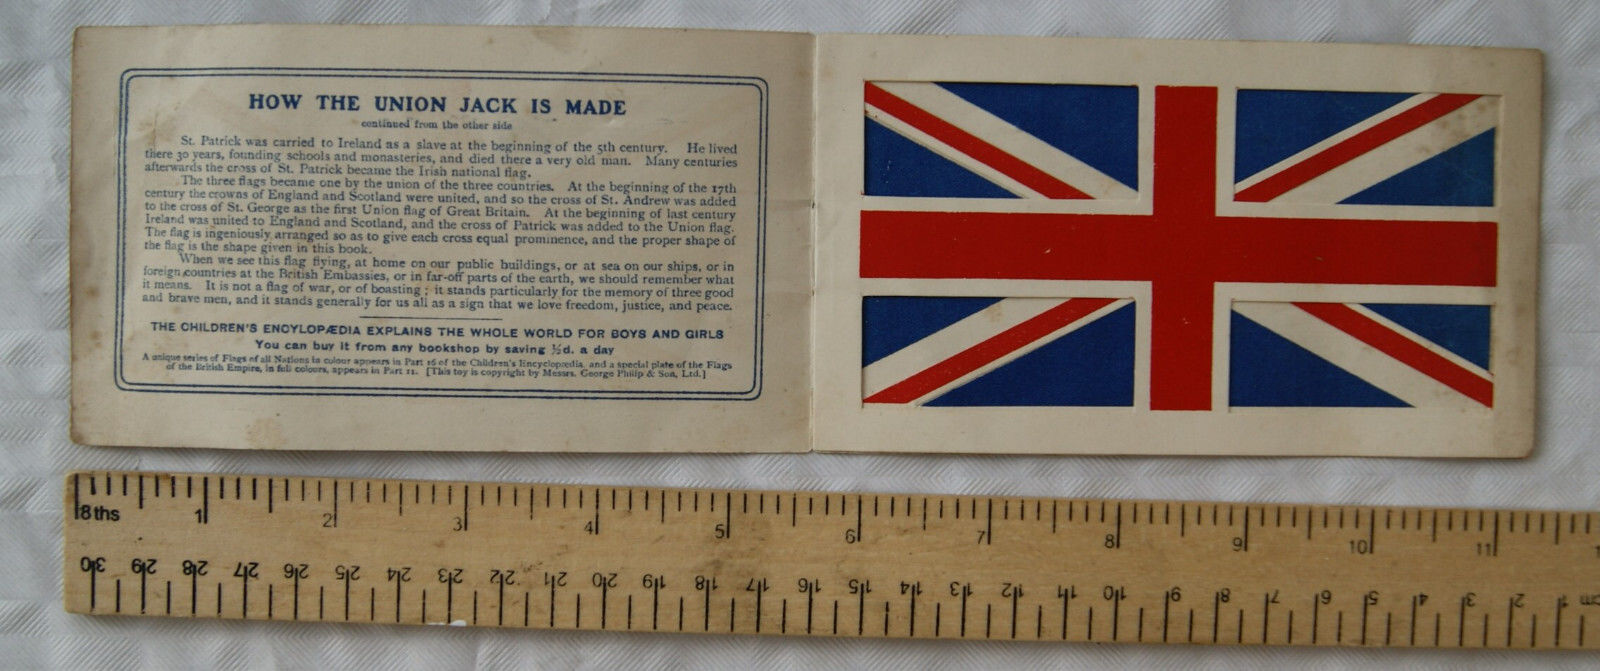 HOW THE UNION JACK IS MADE
continued from the other side
St. Patrick was carried to Ireland as a slave at the beginning of the 5th century. He lived
there 30 years, founding schools and monasteries, and died there a very old man. Many centuries
afterwards the cross of St. Patrick became the Irish national flag.
The three flags became one by the union of the three countries. At the beginning of the 17th
century the crowns of England and Scotland were united, and so the cross of St. Andrew was added
to the cross of St. George as the first Union flag of Great Britain. At the beginning of last century
Ireland was united to England and Scotland, and the cross of Patrick was added to the Union flag.
The flag is ingeniously arranged so as to give each cross equal prominence, and the proper shape of
the flag is the shape given in this book.
When we see this flag flying, at home on our public buildings, or at sea on our ships, or in
foreign countries at the British Embassies, or in far-off parts of the earth, we should remember what
it means. It is not a flag of war, or of boasting; it stands particularly for the memory of three good
and brave men, and it stands generally for us all as a sign that we love freedom, justice, and peace.
THE CHILDREN'S ENCYLOPÆDIA EXPLAINS THE WHOLE WORLD FOR BOYS AND GIRLS
You can buy it from any bookshop by saving ½d. a day
A unique series of Flags of all Nations in colour appears in Part 16 of the Children's Encyclopædia, and a special plate of the Flags
of the British Empire, in full colours, appears in Part 11. [This toy is copyright by Messrs. George Philip & Son, Ltd.]
8ths 1 2 3 4 5 6 7 8 9 10 11
30 29 28 27 26 25 24 23 22 21 20 19 18 17 16 15 14 13 12 11 10 9 8 7 6 5 4 3 2 1 cm